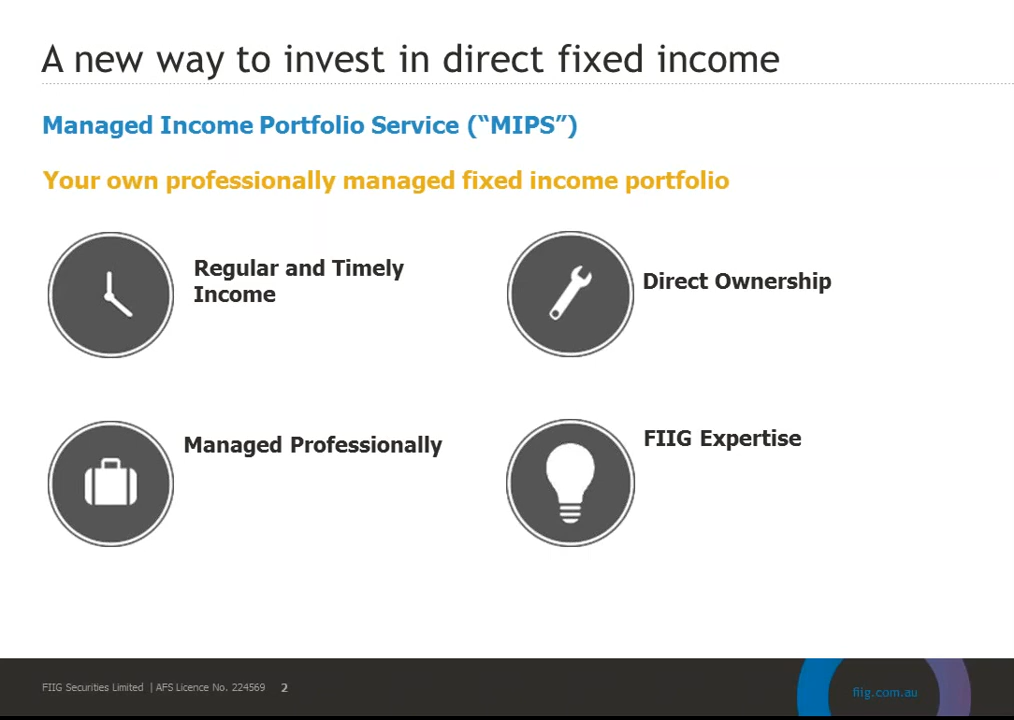 A new way to invest in direct fixed income
Managed Income Portfolio Service (“MIPS”)
Your own professionally managed fixed income portfolio
Regular and Timely
Income
Direct Ownership
Managed Professionally
FIIG Expertise
FIIG Securities Limited | AFS Licence No. 224569 2
fiig.com.au